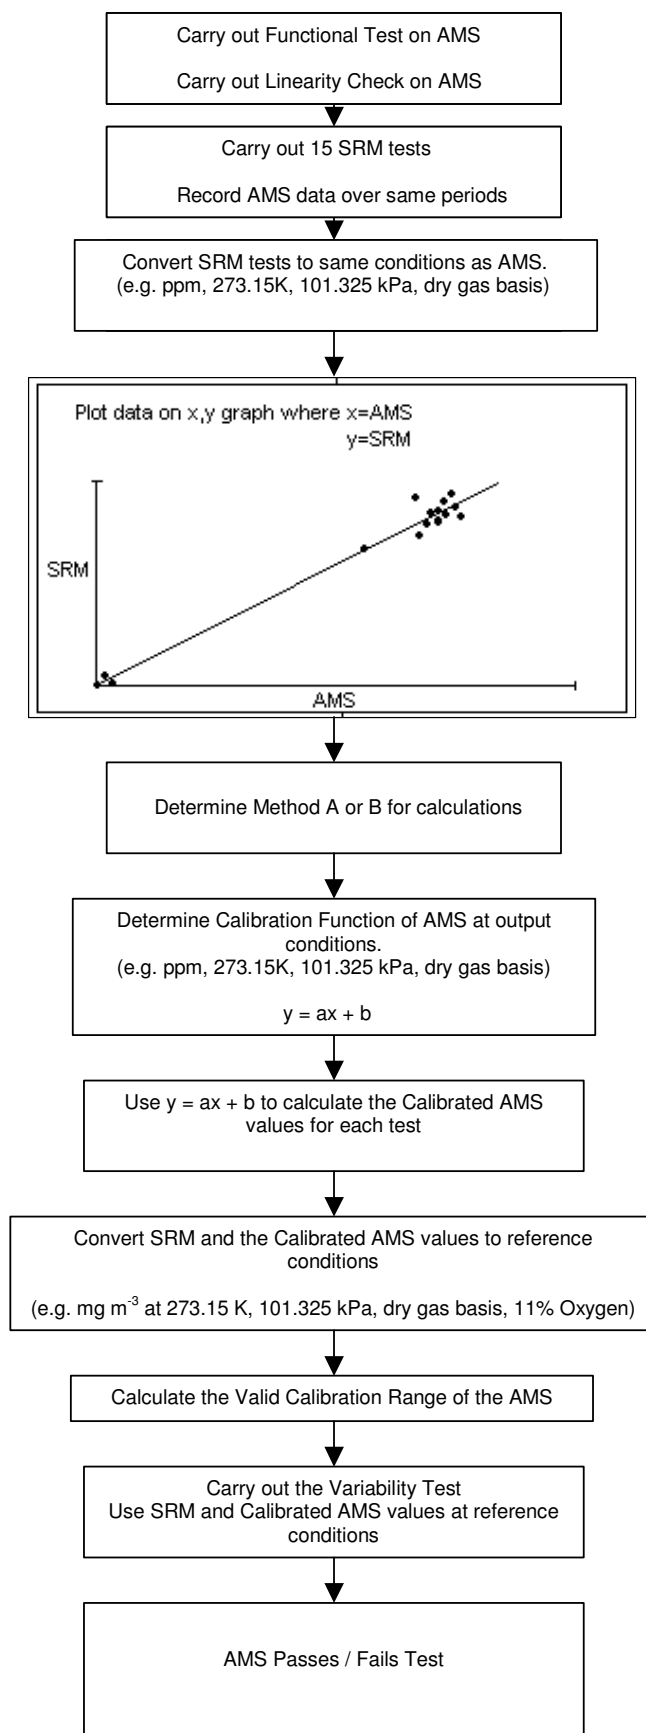 Carry out Functional Test on AMS
Carry out Linearity Check on AMS
Carry out 15 SRM tests
Record AMS data over same periods
Convert SRM tests to same conditions as AMS.
(e.g. ppm, 273.15K, 101.325 kPa, dry gas basis)
Plot data on x,y graph where x=AMS
y=SRM
SRM
AMS
Determine Method A or B for calculations
Determine Calibration Function of AMS at output
conditions.
(e.g. ppm, 273.15K, 101.325 kPa, dry gas basis)
y = ax + b
Use y = ax + b to calculate the Calibrated AMS
values for each test
Convert SRM and the Calibrated AMS values to reference
conditions
(e.g. mg m⁻³ at 273.15 K, 101.325 kPa, dry gas basis, 11% Oxygen)
Calculate the Valid Calibration Range of the AMS
Carry out the Variability Test
Use SRM and Calibrated AMS values at reference
conditions
AMS Passes / Fails Test